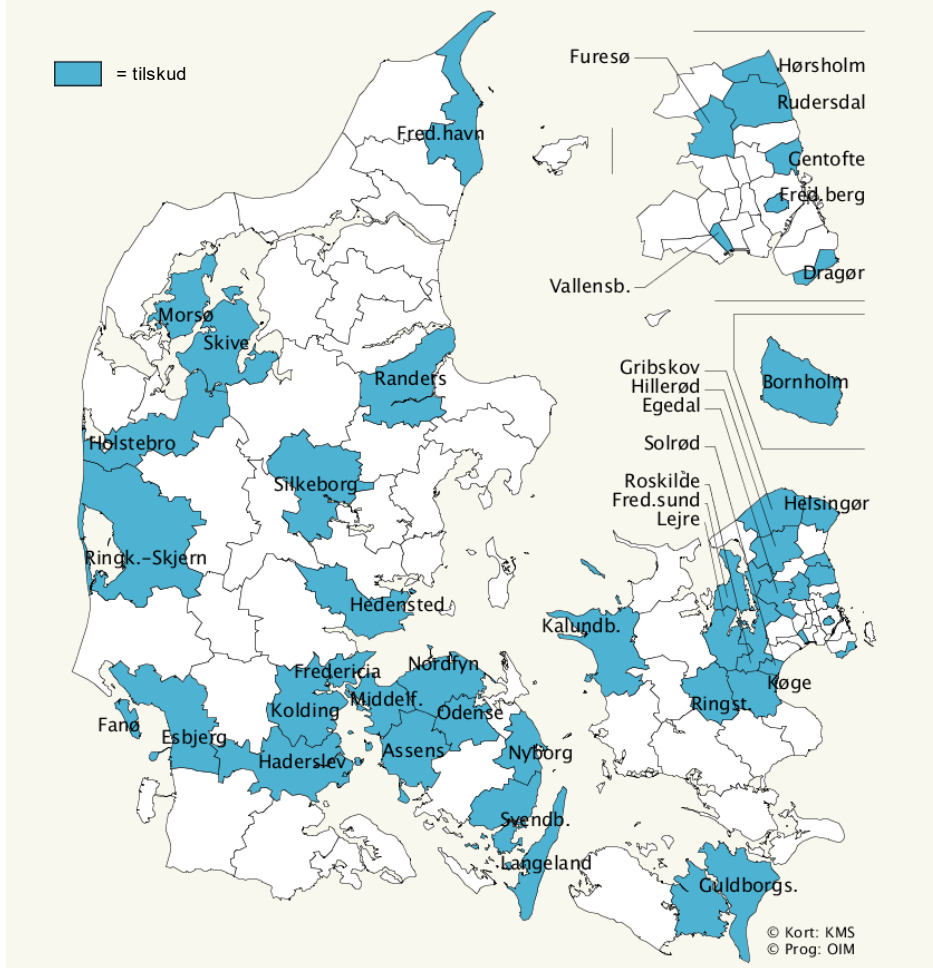 = tilskud
Furesø
Hørsholm
Rudersdal
Fred.havn
Gentofte
Fred.berg
Dragør
Vallensb.
Morsø
Skive
Gribskov
Hillerød
Egedal
Bornholm
Randers
Holstebro
Solrød
Silkeborg
Roskilde
Fred.sund
Lejre
Helsingør
Ringk.-Skjern
Hedensted
Kalundb.
Fredericia
Nordfyn
Middelf.
Kolding
Odense
Køge
Ringst.
Fanø
Esbjerg
Haderslev
Assens
Nyborg
Svendb.
Langeland
Guldborgs.
© Kort: KMS
© Prog: OIM